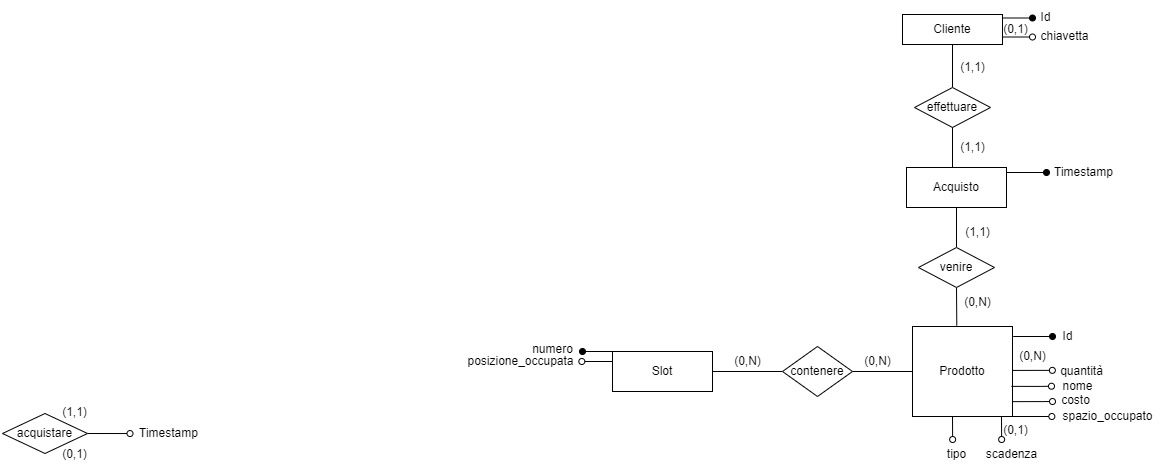 Id
Cliente
(0,1)
chiavetta
(1,1)
effettuare
(1,1)
Acquisto
Timestamp
(1,1)
venire
(0,N)
Id
numero
posizione_occupata
Slot
(0,N)
contenere
(0,N)
Prodotto
(0,N)
quantità
nome
costo
spazio_occupato
(0,1)
tipo
scadenza
(1,1)
acquistare
Timestamp
(0,1)